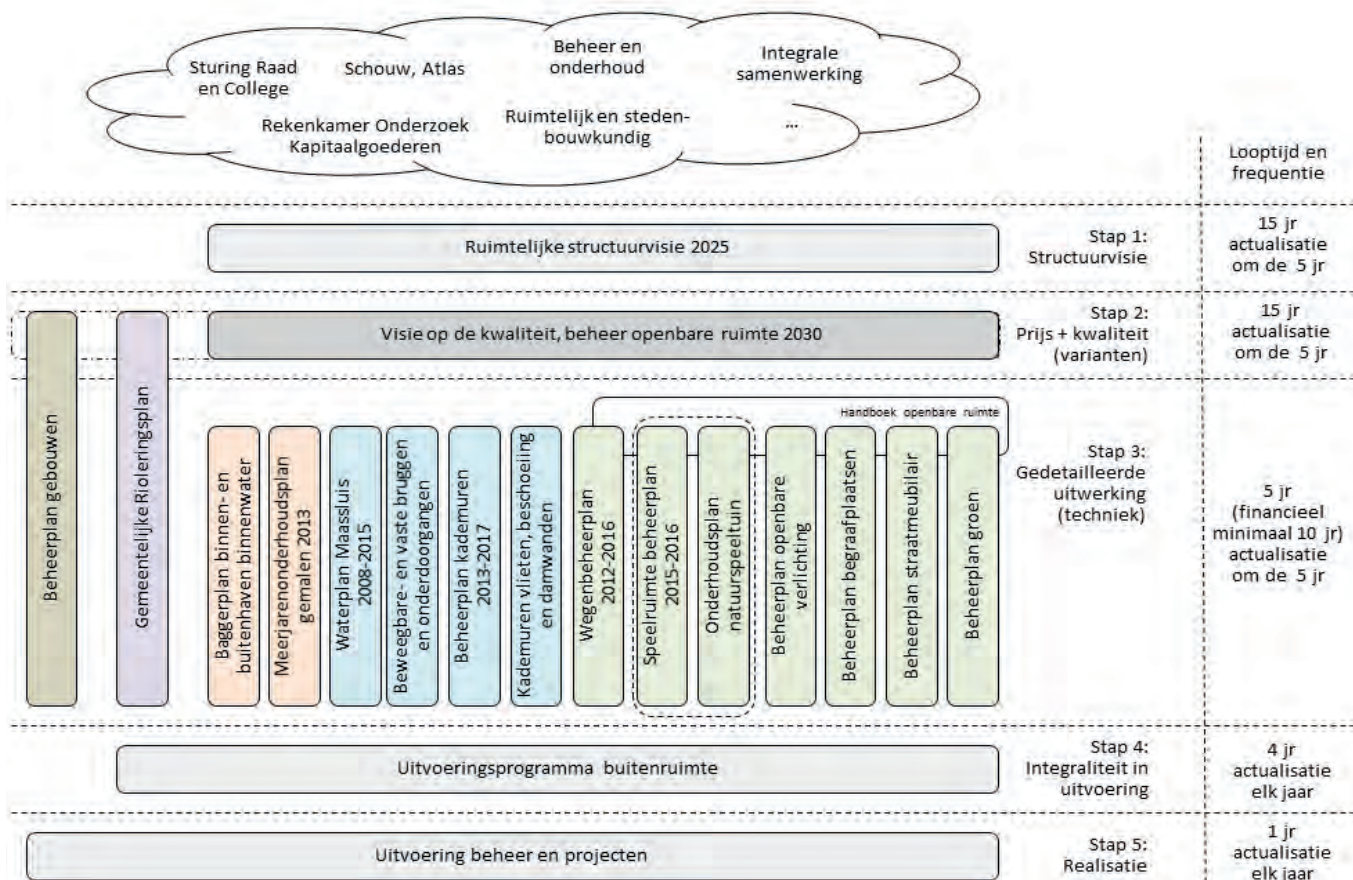 Sturing Raad
en College
Schouw, Atlas
Beheer en
onderhoud
Integrale
samenwerking
Rekenkamer Onderzoek
Kapitaalgoederen
Ruimtelijk en steden-
bouwkundig
...
Looptijd en
frequentie
Ruimtelijke structuurvisie 2025
Stap 1:
Structuurvisie
15 jr
actualisatie
om de 5 jr
Visie op de kwaliteit, beheer openbare ruimte 2030
Stap 2:
Prijs + kwaliteit
(varianten)
15 jr
actualisatie
om de 5 jr
Beheerplan gebouwen
Gemeentelijke Rioleringsplan
Handboek openbare ruimte
Baggerplan binnen- en
buitenhaven binnenwater
Meerjarenonderhoudsplan
gemalen 2013
Waterplan Maassluis
2008-2015
Beweegbare- en vaste bruggen
en onderdoorgangen
Beheerplan kademuren
2013-2017
Kademuren vlieten, beschoeiing
en damwanden
Wegenbeheerplan
2012-2016
Speelruimte beheerplan
2015-2016
Onderhoudsplan
natuurspeeltuin
Beheerplan openbare
verlichting
Beheerplan begraafplaatsen
Beheerplan straatmeubilair
Beheerplan groen
Stap 3:
Gedetailleerde
uitwerking
(techniek)
5 jr
(financieel
minimaal 10 jr)
actualisatie
om de 5 jr
Uitvoeringsprogramma buitenruimte
Stap 4:
Integraliteit in
uitvoering
4 jr
actualisatie
elk jaar
Uitvoering beheer en projecten
Stap 5:
Realisatie
1 jr
actualisatie
elk jaar